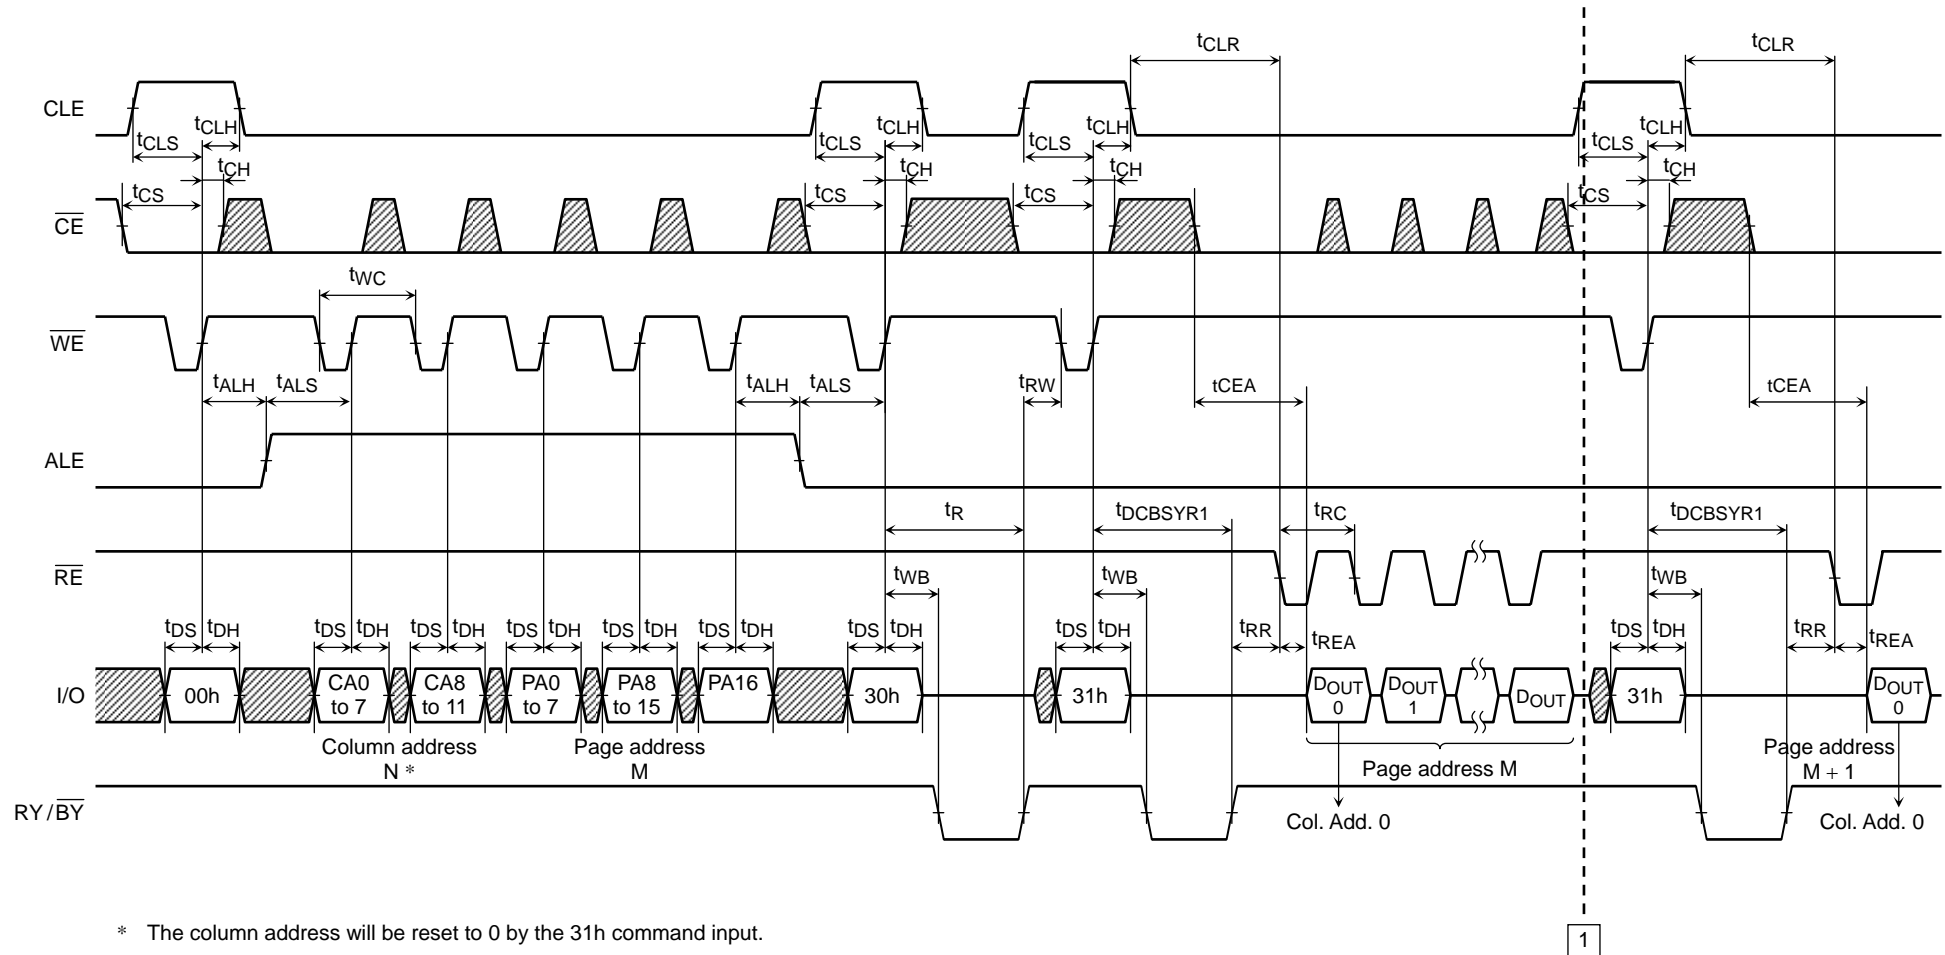 tCLR tCLR
CLE
tCLS tCLH tCLS tCLH tCLS tCLH tCLS tCLH
tCS tCH tCS tCH tCS tCH tCS tCH
CE
tWC
WE
tALH tALS tALH tALS tRW tCEA tCEA
ALE
tR tDCBSYR1 tRC tDCBSYR1
RE
tWB tWB tWB
tDS tDH tDS tDH tDS tDH tDS tDH tDS tDH tDS tDH tDS tDH tDS tDH tRR tREA tDS tDH tRR tREA
I/O 00h CA0 to 7 CA8 to 11 PA0 to 7 PA8 to 15 PA16 30h 31h DOUT 0 DOUT 1 DOUT 31h DOUT 0
Column address N * Page address M Page address M Page address M + 1
RY/BY Col. Add. 0 Col. Add. 0
* The column address will be reset to 0 by the 31h command input.
1